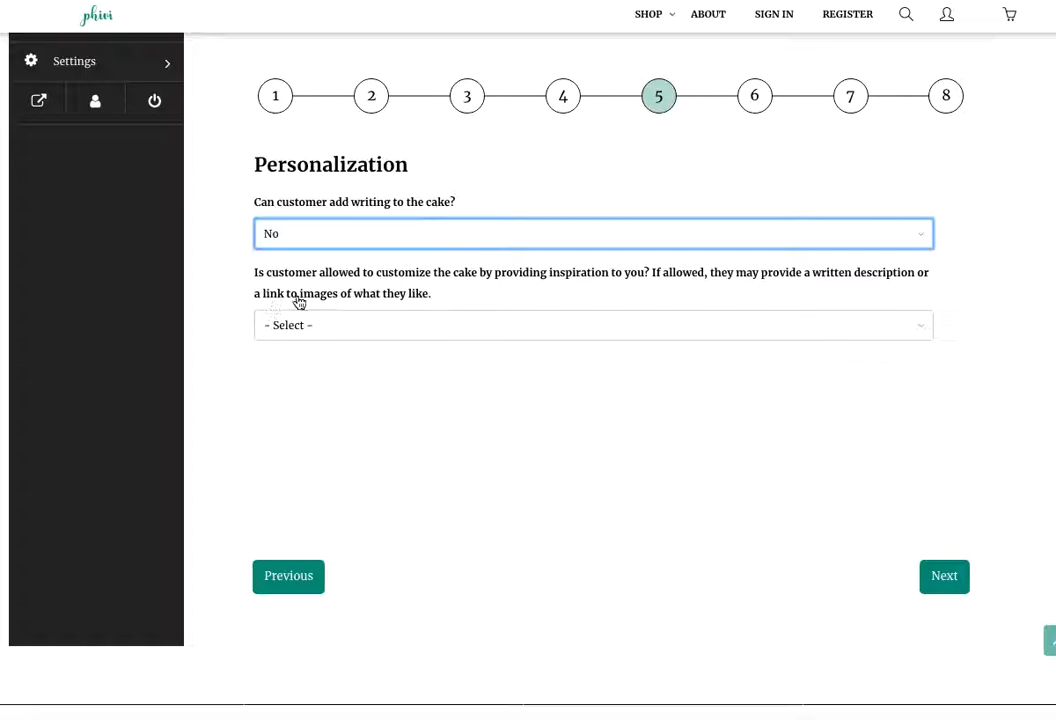 phivi
SHOP ABOUT SIGN IN REGISTER
Settings
1 2 3 4 5 6 7 8
Personalization
Can customer add writing to the cake?
No
Is customer allowed to customize the cake by providing inspiration to you? If allowed, they may provide a written description or
a link to images of what they like.
- Select -
Previous Next